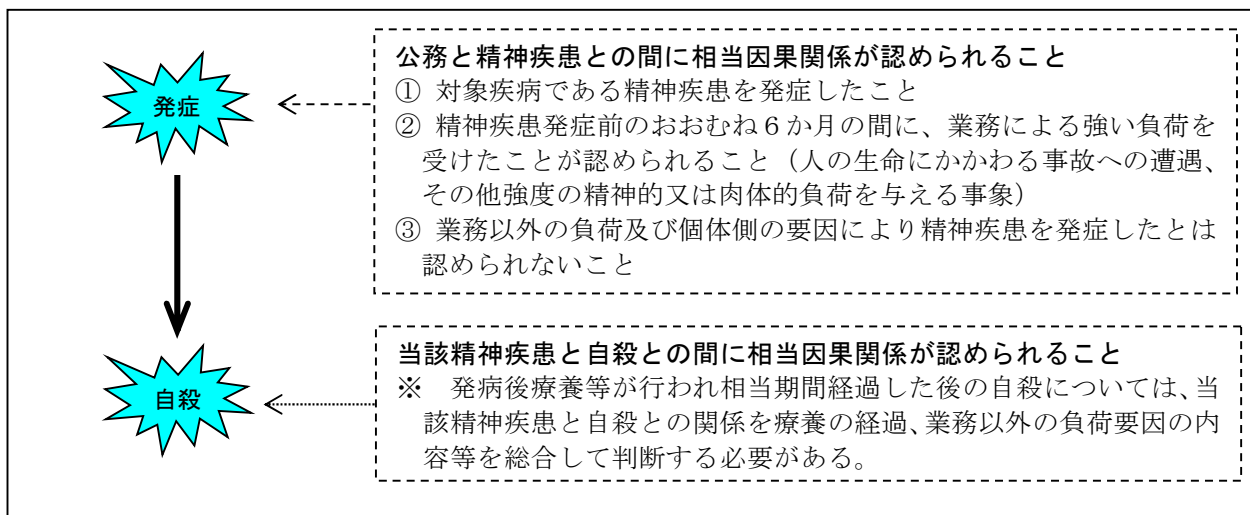 発症
公務と精神疾患との間に相当因果関係が認められること
① 対象疾病である精神疾患を発症したこと
② 精神疾患発症前のおおむね６か月の間に、業務による強い負荷を
受けたことが認められること（人の生命にかかわる事故への遭遇、
その他強度の精神的又は肉体的負荷を与える事象）
③ 業務以外の負荷及び個体側の要因により精神疾患を発症したとは
認められないこと
自殺
当該精神疾患と自殺との間に相当因果関係が認められること
※　発病後療養等が行われ相当期間経過した後の自殺については、当
該精神疾患と自殺との関係を療養の経過、業務以外の負荷要因の内
容等を総合して判断する必要がある。